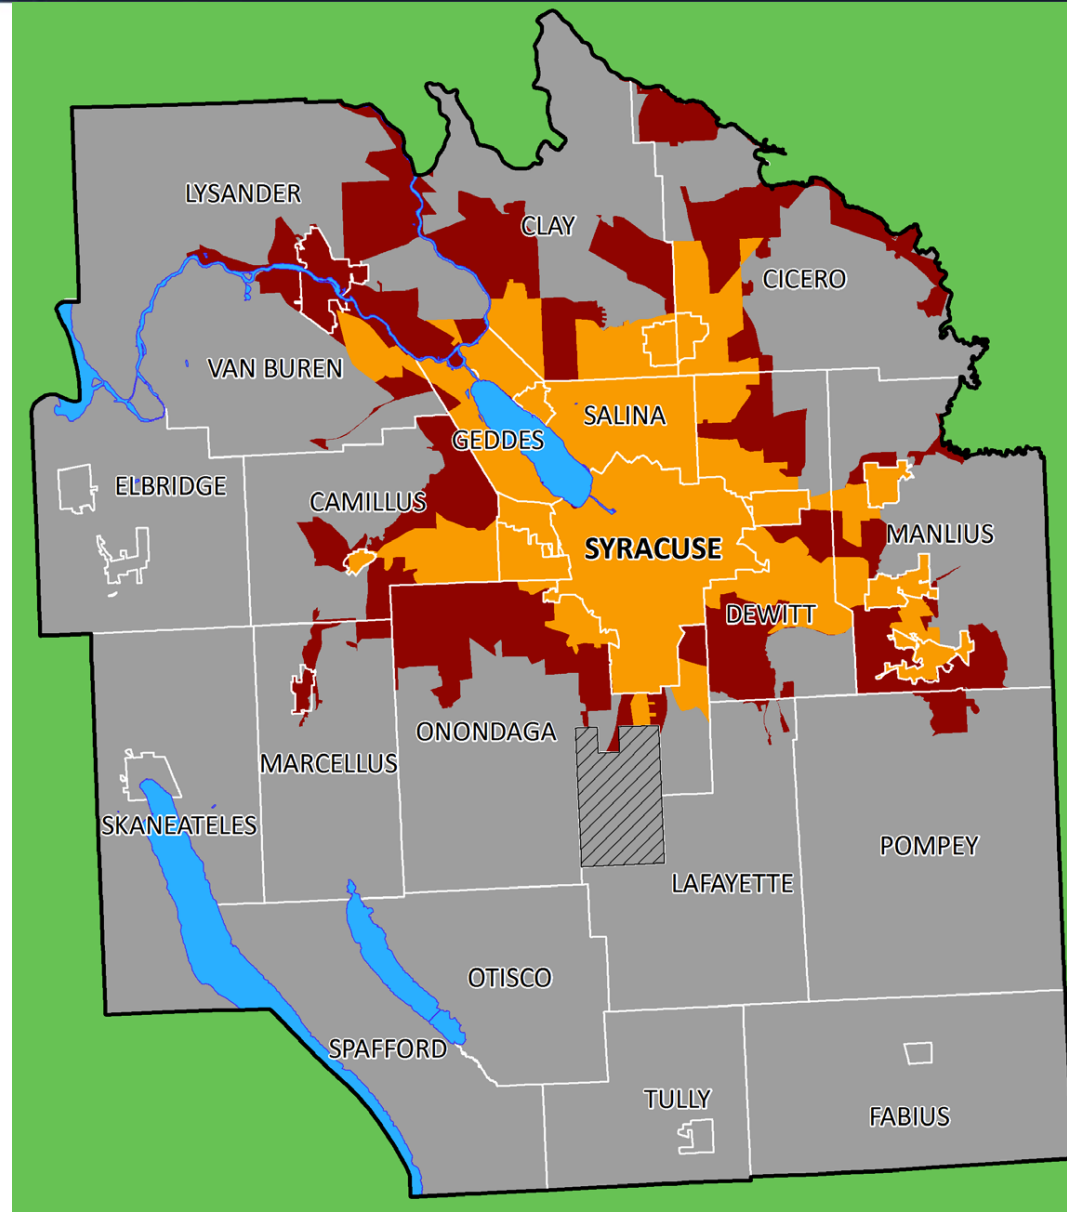 LYSANDER
CLAY
CICERO
VAN BUREN
SALINA
GEDDES
ELBRIDGE
CAMILLUS
MANLIUS
SYRACUSE
DEWITT
ONONDAGA
MARCELLUS
SKANEATELES
POMPEY
LAFAYETTE
OTISCO
SPAFFORD
TULLY
FABIUS